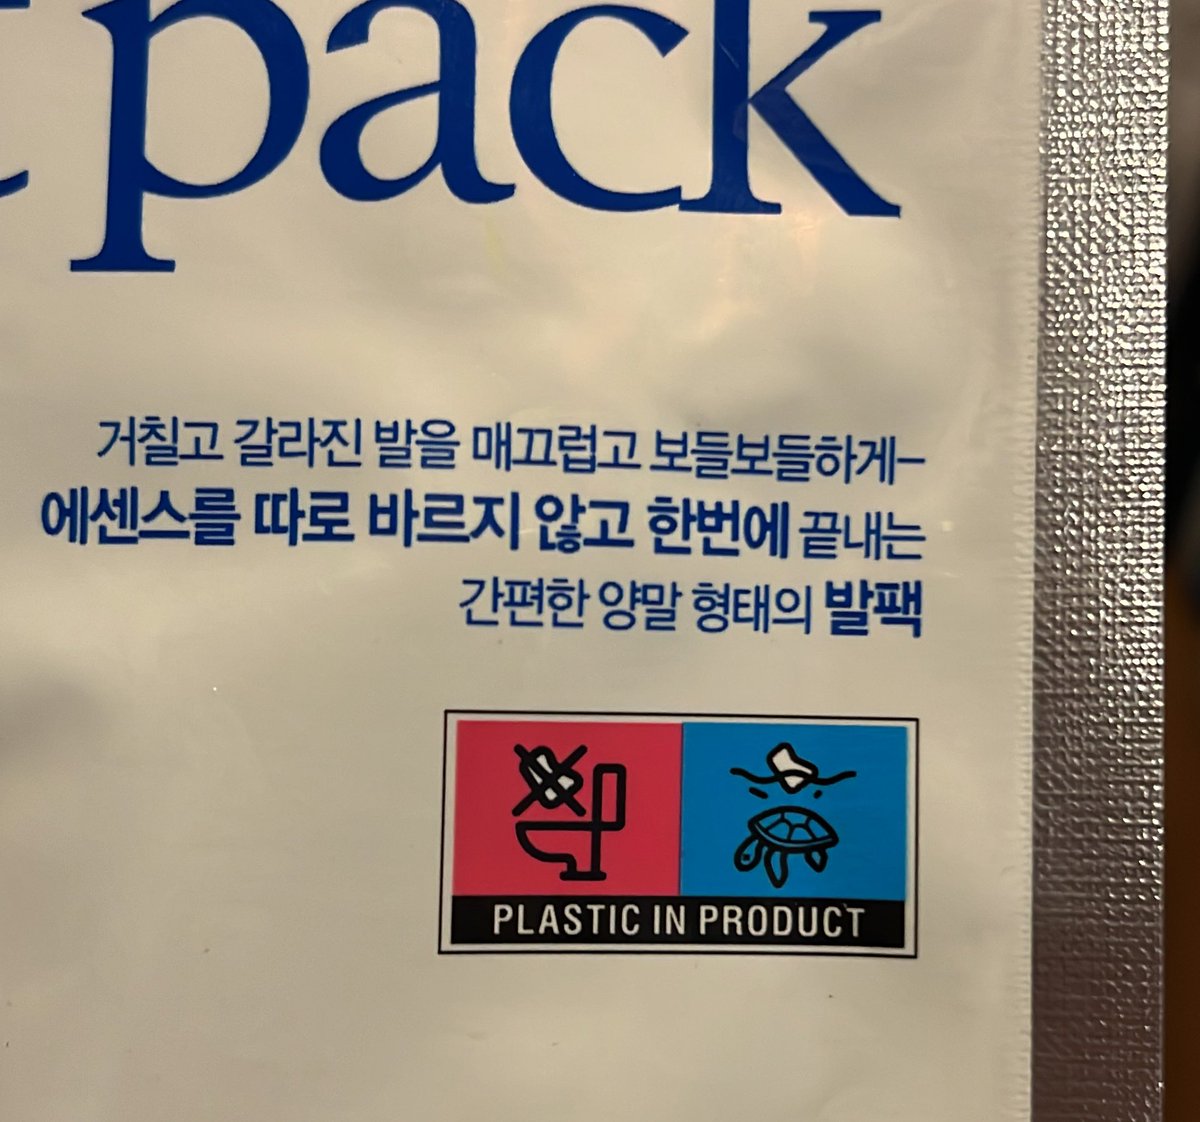 pack
거칠고 갈라진 발을 매끄럽고 보들보들하게–
에센스를 따로 바르지 않고 한번에 끝내는
간편한 양말 형태의 발팩
PLASTIC IN PRODUCT